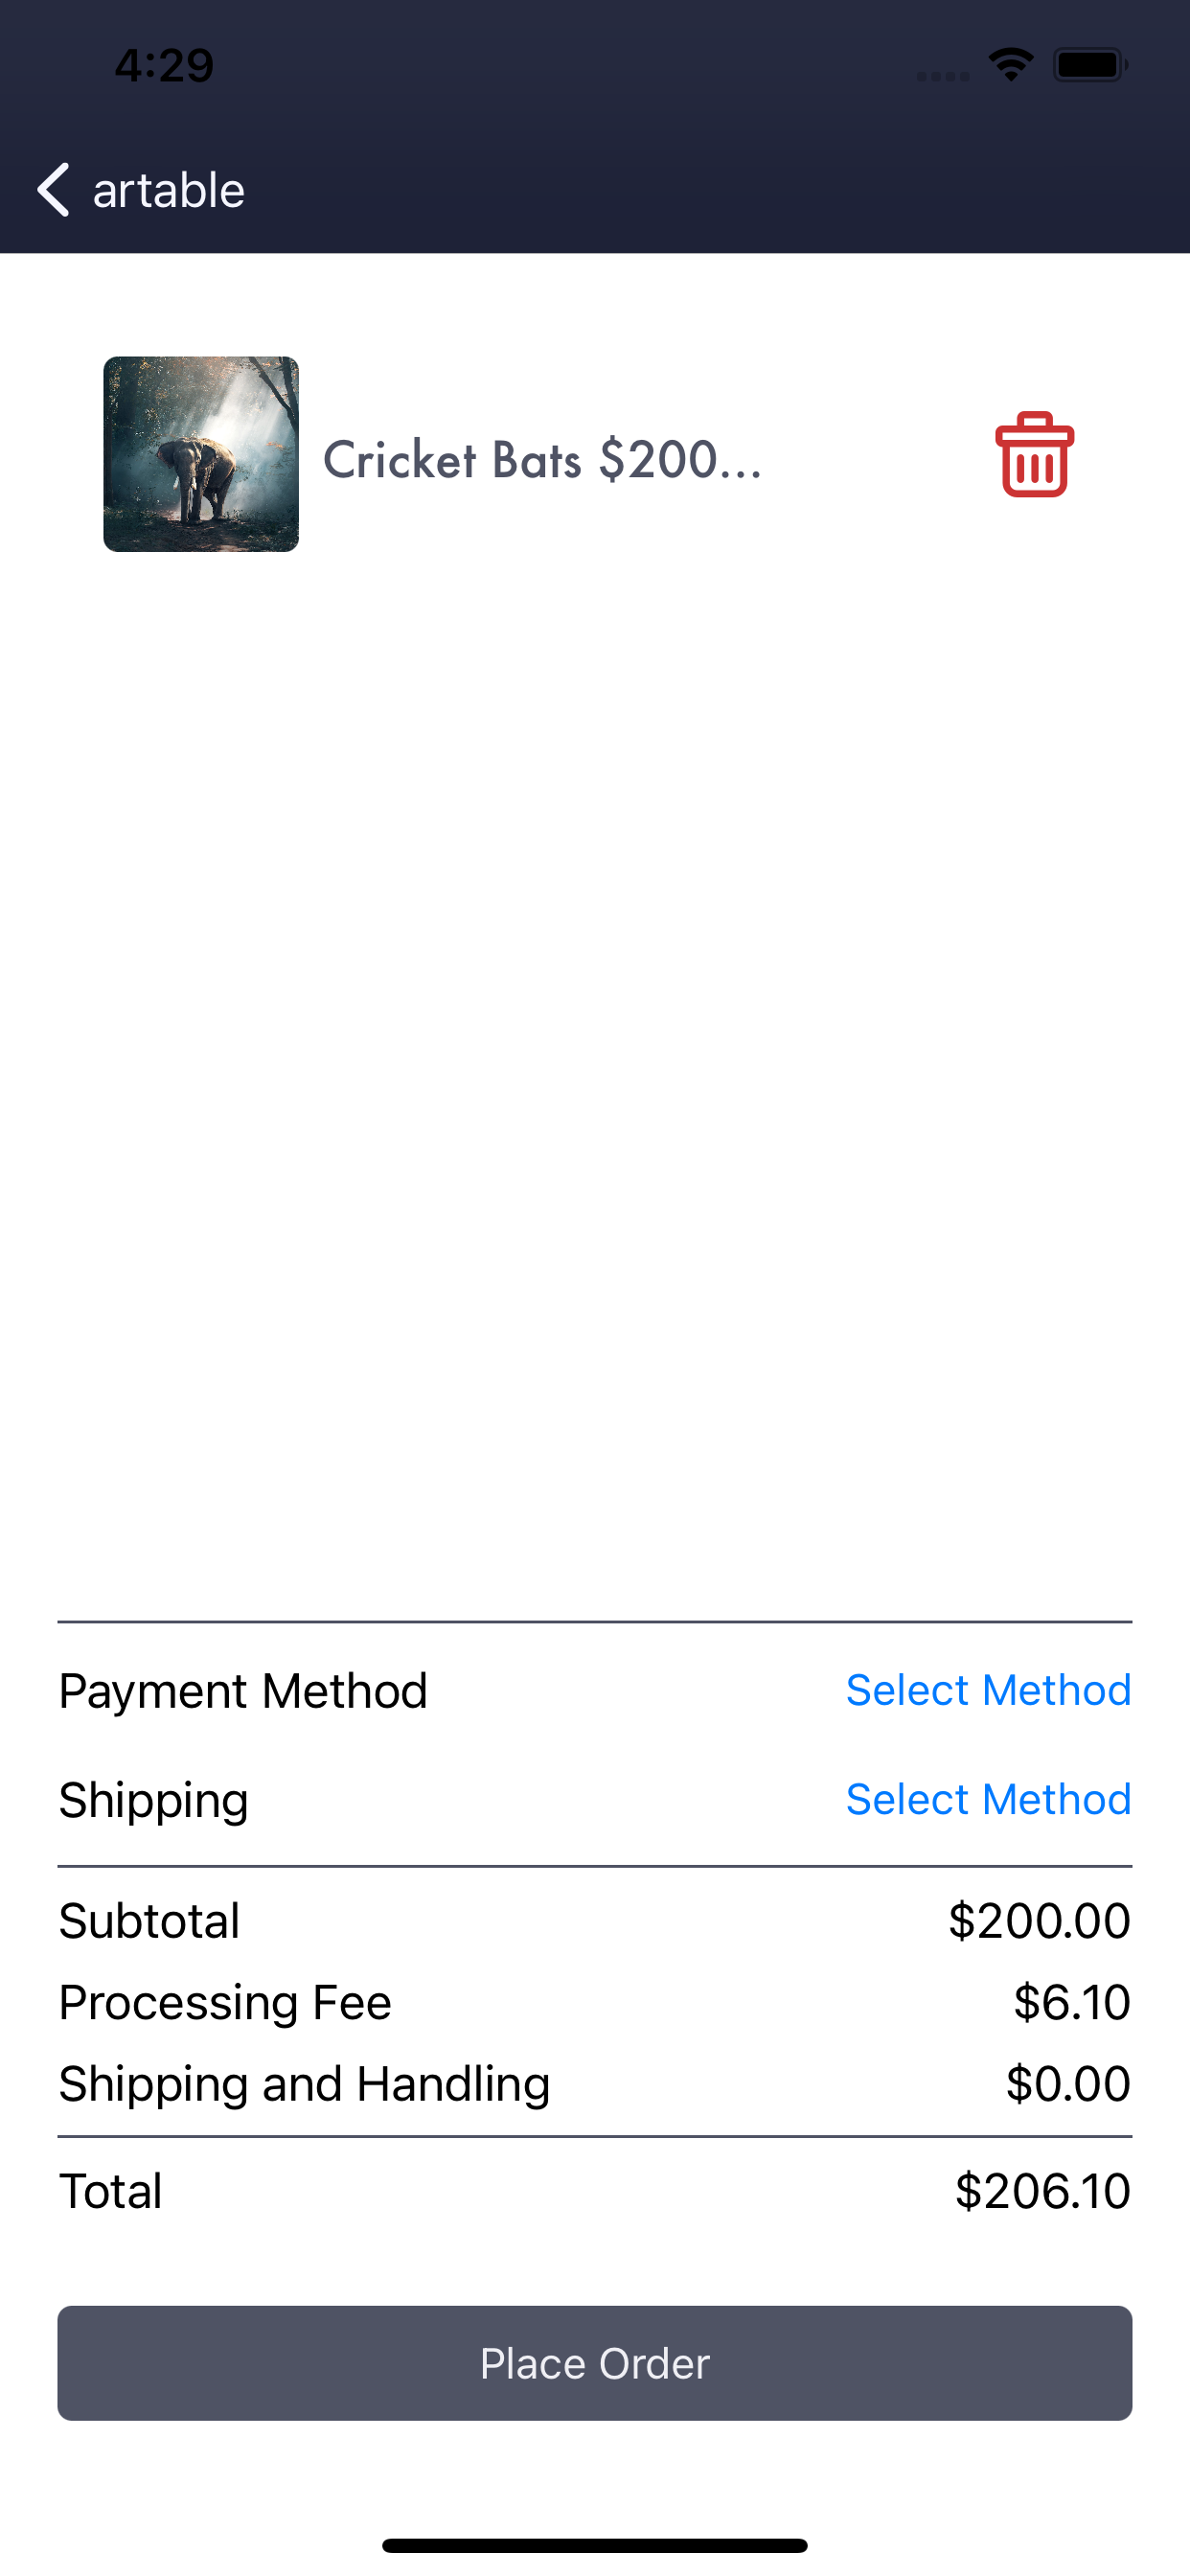 4:29
artable
Cricket Bats $200...
Payment Method Select Method
Shipping Select Method
Subtotal $200.00
Processing Fee $6.10
Shipping and Handling $0.00
Total $206.10
Place Order